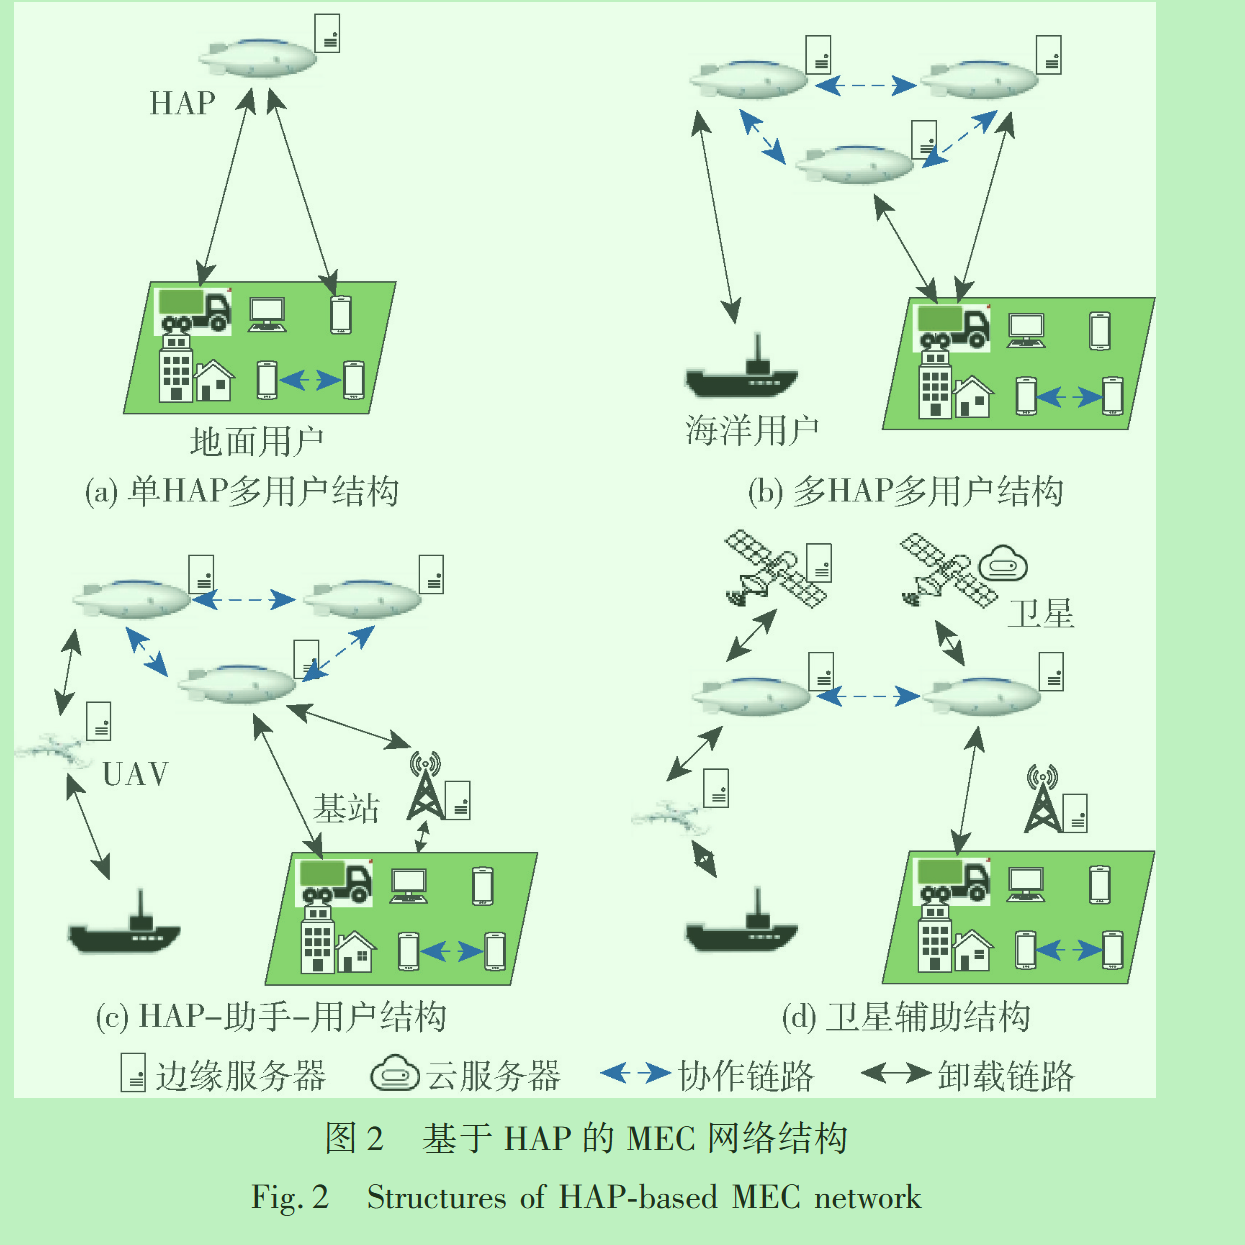 HAP
地面用户
海洋用户
(a) 单HAP多用户结构
(b) 多HAP多用户结构
卫星
UAV
基站
(c) HAP-助手-用户结构
(d) 卫星辅助结构
边缘服务器 云服务器 协作链路 卸载链路
图 2 基于 HAP 的 MEC 网络结构
Fig. 2 Structures of HAP-based MEC network